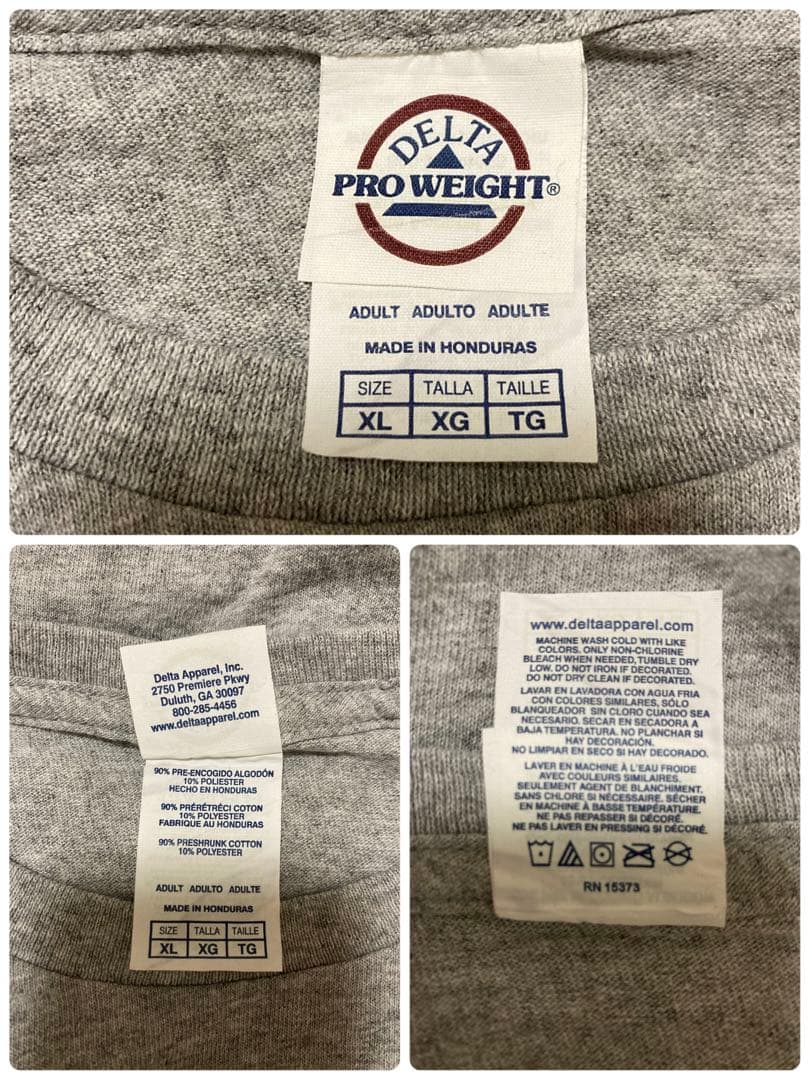 DELTA
PRO WEIGHT®
ADULT ADULTO ADULTE
MADE IN HONDURAS
SIZE TALLA TAILLE
XL XG TG
Delta Apparel, Inc.
2750 Premiere Pkwy
Duluth, GA 30097
800-285-4456
www.deltaapparel.com
90% PRE-ENCOGIDO ALGODÓN
10% POLIESTER
HECHO EN HONDURAS
90% PRÉRÉTRÉCI COTON
10% POLYESTER
FABRIQUE AU HONDURAS
90% PRESHRUNK COTTON
10% POLYESTER
ADULT ADULTO ADULTE
MADE IN HONDURAS
SIZE TALLA TAILLE
XL XG TG
www.deltaapparel.com
MACHINE WASH COLD WITH LIKE
COLORS. ONLY NON-CHLORINE
BLEACH WHEN NEEDED, TUMBLE DRY
LOW. DO NOT IRON IF DECORATED.
DO NOT DRY CLEAN IF DECORATED.
LAVAR EN LAVADORA CON AGUA FRIA
CON COLORES SIMILARES, SÓLO
BLANQUEADOR SIN CLORO CUANDO SEA
NECESARIO. SECAR EN SECADORA A
BAJA TEMPERATURA. NO PLANCHAR SI
HAY DECORACIÓN.
NO LIMPIAR EN SECO SI HAY DECORADO.
LAVER EN MACHINE À L'EAU FROIDE
AVEC COULEURS SIMILAIRES.
SEULEMENT AGENT DE BLANCHIMENT.
SANS CHLORE SI NÉCESSAIRE. SÉCHER
EN MACHINE À BASSE TEMPÉRATURE.
NE PAS REPASSER SI DÉCORÉ.
NE PAS LAVER EN PRESSING SI DÉCORÉ.
RN 15373